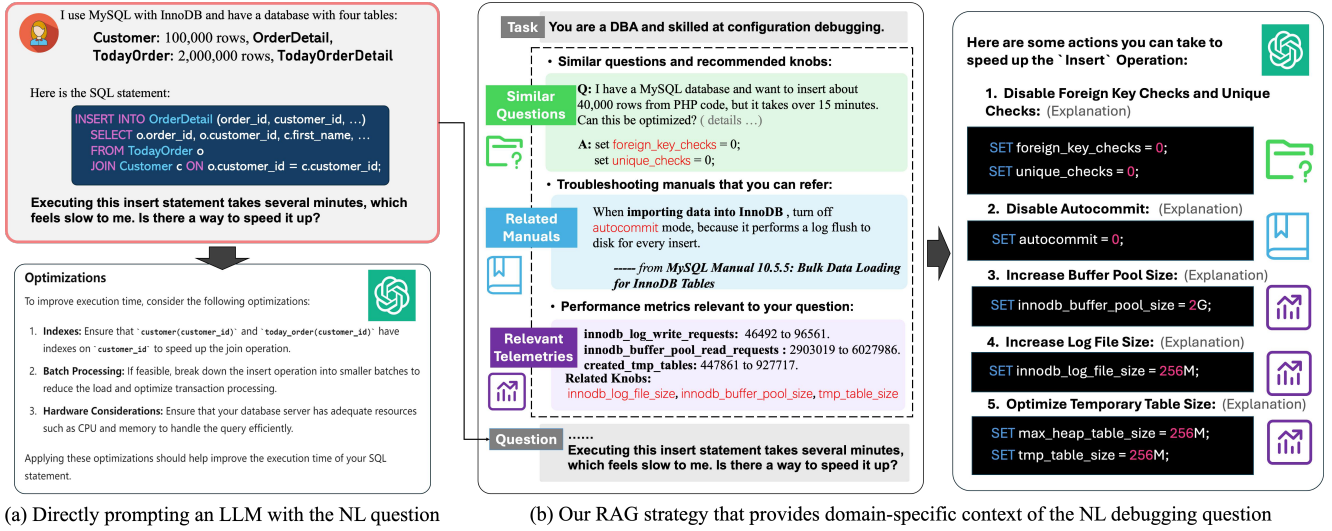 I use MySQL with InnoDB and have a database with four tables:
Customer: 100,000 rows, OrderDetail,
TodayOrder: 2,000,000 rows, TodayOrderDetail
Here is the SQL statement:
INSERT INTO OrderDetail (order_id, customer_id, …)
SELECT o.order_id, o.customer_id, c.first_name, …
FROM TodayOrder o
JOIN Customer c ON o.customer_id = c.customer_id;
Executing this insert statement takes several minutes, which
feels slow to me. Is there a way to speed it up?
Optimizations
To improve execution time, consider the following optimizations:
1. Indexes: Ensure that `customer(customer_id)` and `today_order(customer_id)` have
indexes on `customer_id` to speed up the join operation.
2. Batch Processing: If feasible, break down the insert operation into smaller batches to
reduce the load and optimize transaction processing.
3. Hardware Considerations: Ensure that your database server has adequate resources
such as CPU and memory to handle the query efficiently.
Applying these optimizations should help improve the execution time of your SQL
statement.
(a) Directly prompting an LLM with the NL question
Task
You are a DBA and skilled at configuration debugging.
• Similar questions and recommended knobs:
Similar
Questions
Q: I have a MySQL database and want to insert about
40,000 rows from PHP code, but it takes over 15 minutes.
Can this be optimized? ( details …)
A: set foreign_key_checks = 0;
set unique_checks = 0;
• Troubleshooting manuals that you can refer:
Related
Manuals
When importing data into InnoDB , turn off
autocommit mode, because it performs a log flush to
disk for every insert.
----- from MySQL Manual 10.5.5: Bulk Data Loading
for InnoDB Tables
• Performance metrics relevant to your question:
Relevant
Telemetries
innodb_log_write_requests: 46492 to 96561.
innodb_buffer_pool_read_requests : 2903019 to 6027986.
created_tmp_tables: 447861 to 927717.
Related Knobs:
innodb_log_file_size, innodb_buffer_pool_size, tmp_table_size
Question
……
Executing this insert statement takes several minutes,
which feels slow to me. Is there a way to speed it up?
Here are some actions you can take to
speed up the `Insert` Operation:
1. Disable Foreign Key Checks and Unique
Checks: (Explanation)
SET foreign_key_checks = 0;
SET unique_checks = 0;
2. Disable Autocommit: (Explanation)
SET autocommit = 0;
3. Increase Buffer Pool Size: (Explanation)
SET innodb_buffer_pool_size = 2G;
4. Increase Log File Size: (Explanation)
SET innodb_log_file_size = 256M;
5. Optimize Temporary Table Size: (Explanation)
SET max_heap_table_size = 256M;
SET tmp_table_size = 256M;
(b) Our RAG strategy that provides domain-specific context of the NL debugging question